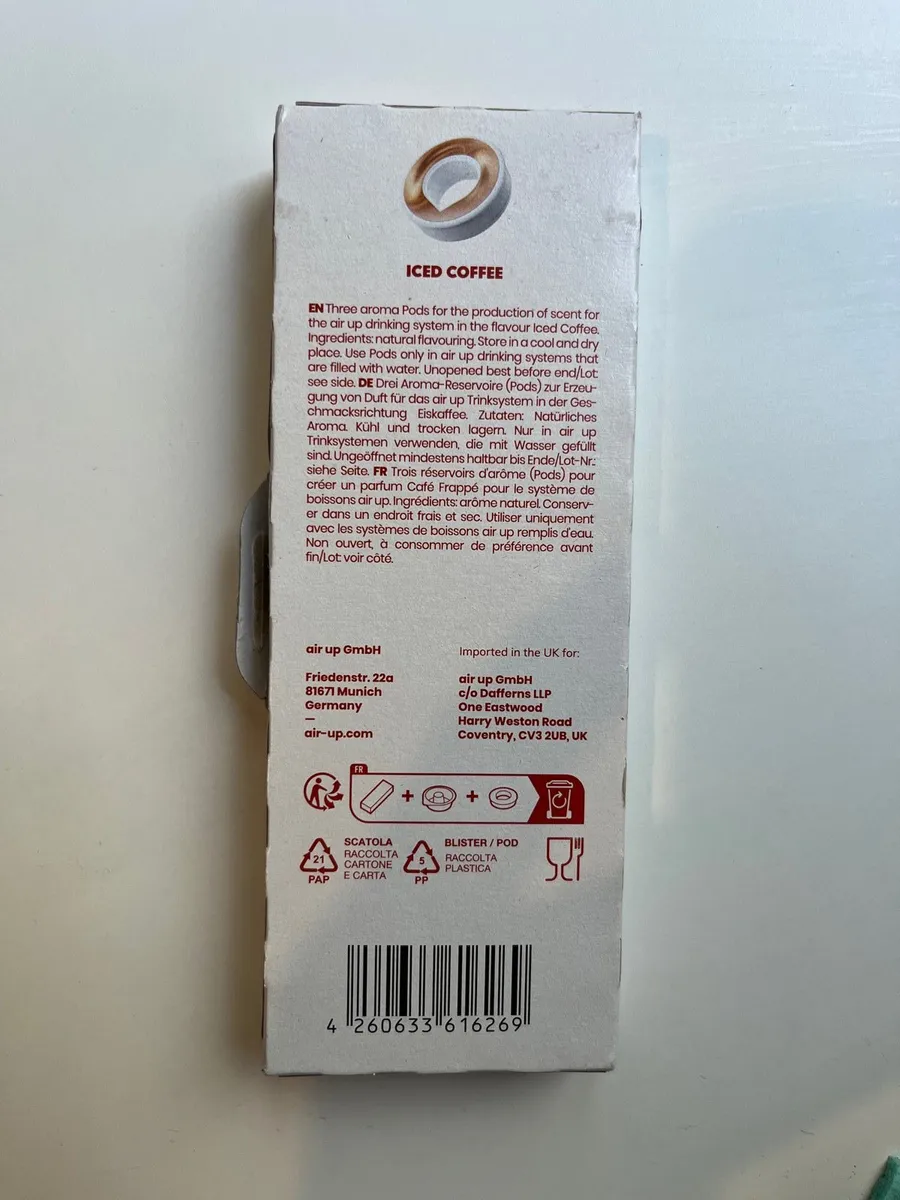 ICED COFFEE
EN Three aroma Pods for the production of scent for
the air up drinking system in the flavour Iced Coffee.
Ingredients: natural flavouring. Store in a cool and dry
place. Use Pods only in air up drinking systems that
are filled with water. Unopened best before end/Lot:
see side. DE Drei Aroma-Reservoire (Pods) zur Erzeu-
gung von Duft für das air up Trinksystem in der Ges-
chmacksrichtung Eiskaffee. Zutaten: Natürliches
Aroma. Kühl und trocken lagern. Nur in air up
Trinksystemen verwenden, die mit Wasser gefüllt
sind. Ungeöffnet mindestens haltbar bis Ende/Lot-Nr.:
siehe Seite. FR Trois réservoirs d'arôme (Pods) pour
créer un parfum Café Frappé pour le système de
boissons air up. Ingrédients: arôme naturel. Conserv-
er dans un endroit frais et sec. Utiliser uniquement
avec les systèmes de boissons air up remplis d'eau.
Non ouvert, à consommer de préférence avant
fin/Lot: voir côté.
air up GmbH
Friedenstr. 22a
81671 Munich
Germany
—
air-up.com
Imported in the UK for:
air up GmbH
c/o Dafferns LLP
One Eastwood
Harry Weston Road
Coventry, CV3 2UB, UK
FR
+ +
21
PAP
SCATOLA
RACCOLTA
CARTONE
E CARTA
5
PP
BLISTER / POD
RACCOLTA
PLASTICA
4 260633 616269